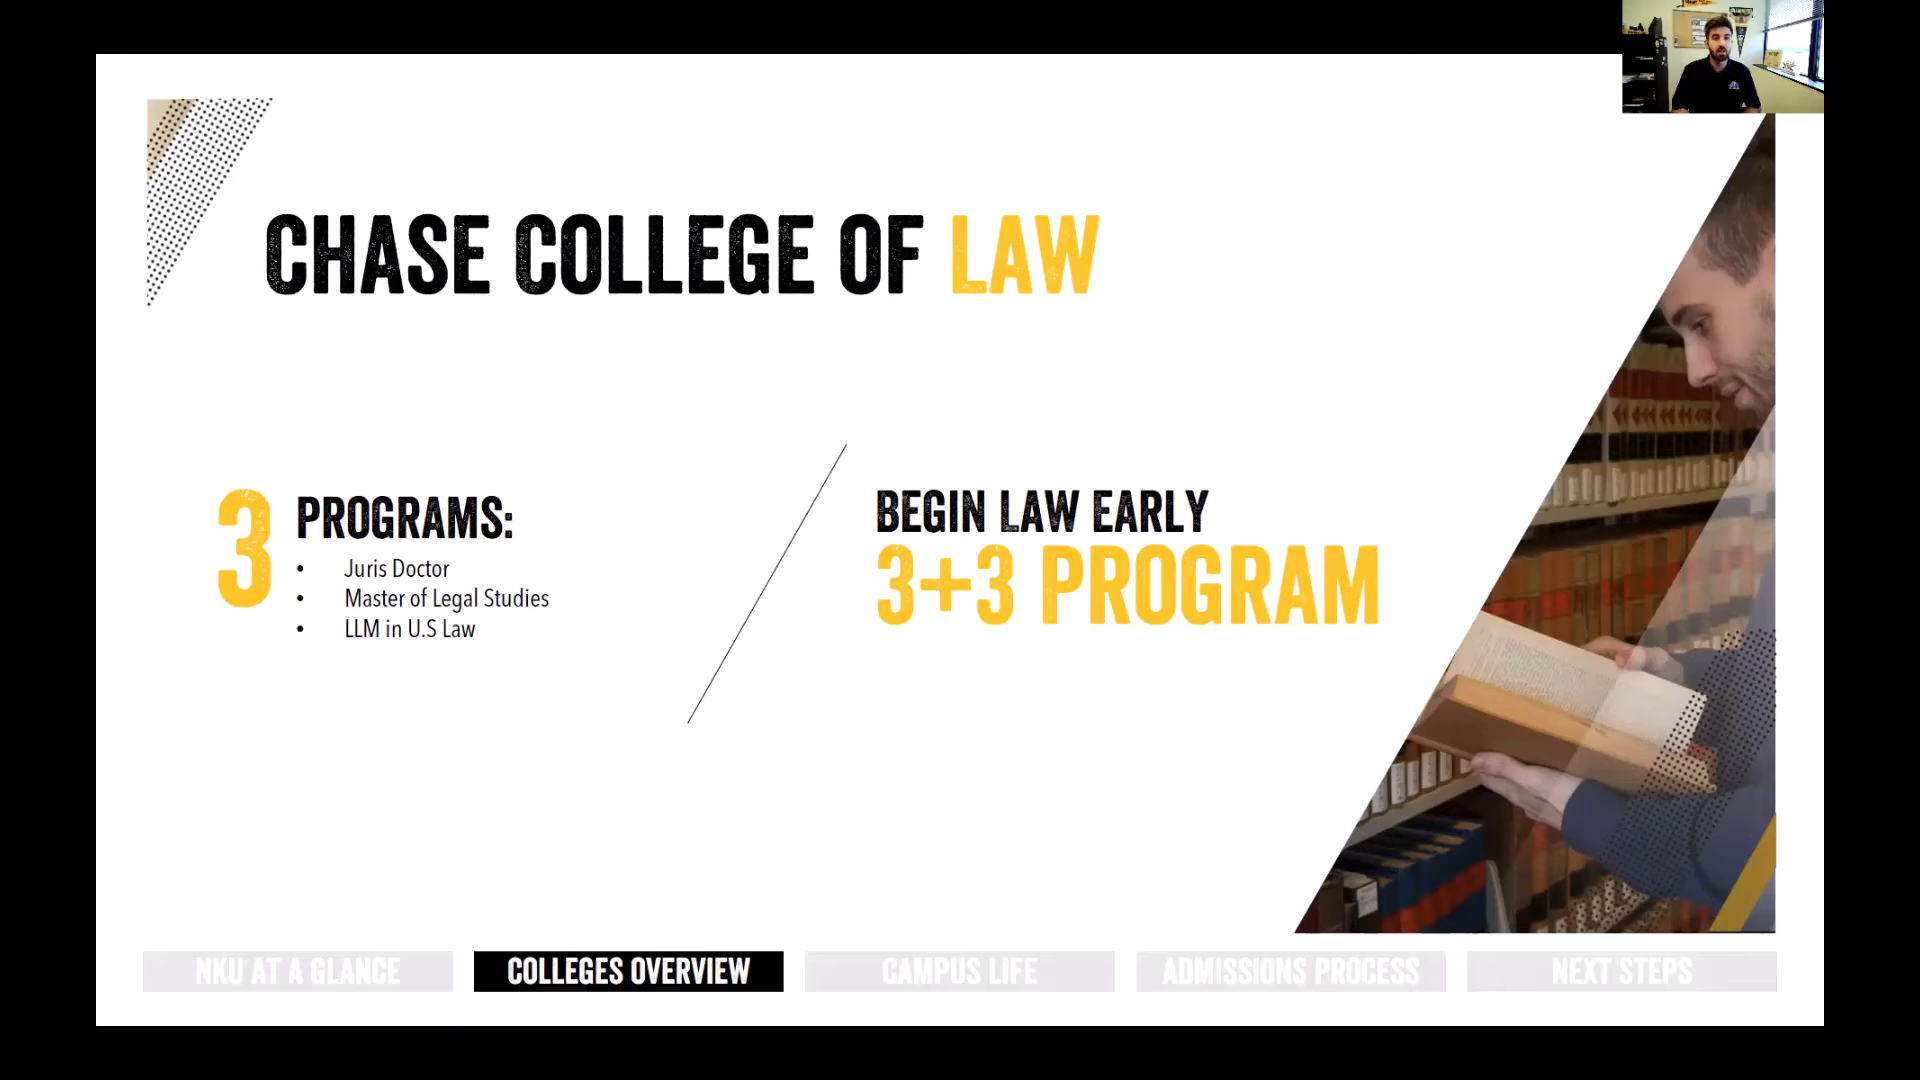 CHASE COLLEGE OF LAW
3 PROGRAMS:
• Juris Doctor
• Master of Legal Studies
• LLM in U.S Law
BEGIN LAW EARLY
3+3 PROGRAM
NKU AT A GLANCE
COLLEGES OVERVIEW
CAMPUS LIFE
ADMISSIONS PROCESS
NEXT STEPS